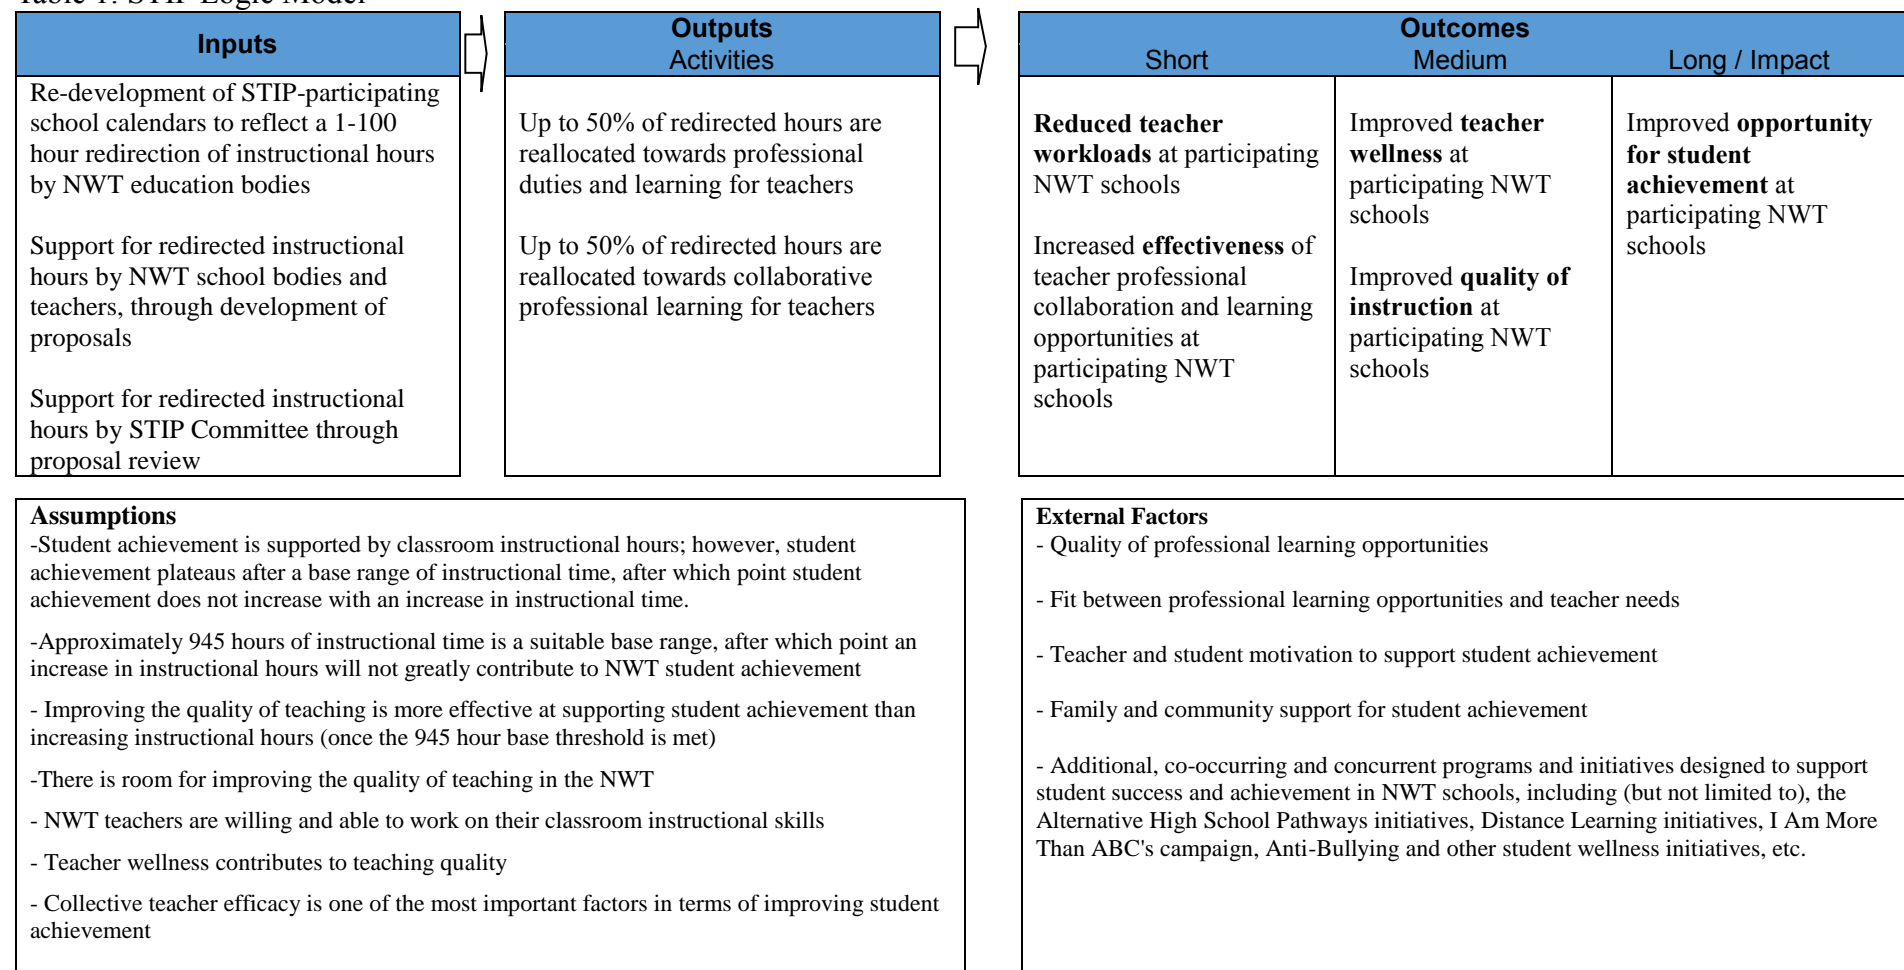 Table 1: STIP Logic Model
Inputs
Re-development of STIP-participating
school calendars to reflect a 1-100
hour redirection of instructional hours
by NWT education bodies
Support for redirected instructional
hours by NWT school bodies and
teachers, through development of
proposals
Support for redirected instructional
hours by STIP Committee through
proposal review
Outputs
Activities
Up to 50% of redirected hours are
reallocated towards professional
duties and learning for teachers
Up to 50% of redirected hours are
reallocated towards collaborative
professional learning for teachers
Outcomes
Short
Medium
Long / Impact
Reduced teacher
workloads at participating
NWT schools
Increased effectiveness of
teacher professional
collaboration and learning
opportunities at
participating NWT
schools
Improved teacher
wellness at
participating NWT
schools
Improved quality of
instruction at
participating NWT
schools
Improved opportunity
for student
achievement at
participating NWT
schools
Assumptions
-Student achievement is supported by classroom instructional hours; however, student
achievement plateaus after a base range of instructional time, after which point student
achievement does not increase with an increase in instructional time.
-Approximately 945 hours of instructional time is a suitable base range, after which point an
increase in instructional hours will not greatly contribute to NWT student achievement
- Improving the quality of teaching is more effective at supporting student achievement than
increasing instructional hours (once the 945 hour base threshold is met)
-There is room for improving the quality of teaching in the NWT
- NWT teachers are willing and able to work on their classroom instructional skills
- Teacher wellness contributes to teaching quality
- Collective teacher efficacy is one of the most important factors in terms of improving student
achievement
External Factors
- Quality of professional learning opportunities
- Fit between professional learning opportunities and teacher needs
- Teacher and student motivation to support student achievement
- Family and community support for student achievement
- Additional, co-occurring and concurrent programs and initiatives designed to support
student success and achievement in NWT schools, including (but not limited to), the
Alternative High School Pathways initiatives, Distance Learning initiatives, I Am More
Than ABC's campaign, Anti-Bullying and other student wellness initiatives, etc.